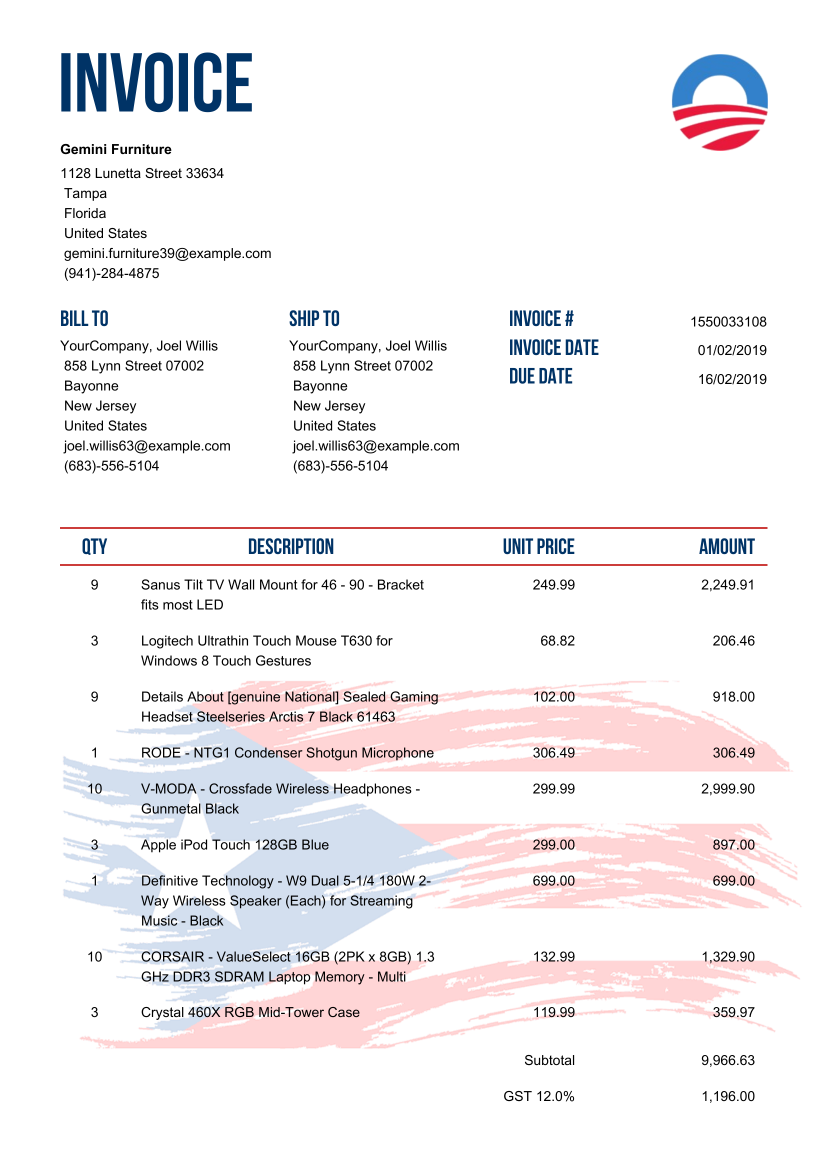 INVOICE
Gemini Furniture
1128 Lunetta Street 33634
Tampa
Florida
United States
gemini.furniture39@example.com
(941)-284-4875
BILL TO
YourCompany, Joel Willis
858 Lynn Street 07002
Bayonne
New Jersey
United States
joel.willis63@example.com
(683)-556-5104
SHIP TO
YourCompany, Joel Willis
858 Lynn Street 07002
Bayonne
New Jersey
United States
joel.willis63@example.com
(683)-556-5104
INVOICE # 1550033108
INVOICE DATE 01/02/2019
DUE DATE 16/02/2019
QTY DESCRIPTION UNIT PRICE AMOUNT
9 Sanus Tilt TV Wall Mount for 46 - 90 - Bracket 249.99 2,249.91
fits most LED
3 Logitech Ultrathin Touch Mouse T630 for 68.82 206.46
Windows 8 Touch Gestures
9 Details About [genuine National] Sealed Gaming 102.00 918.00
Headset Steelseries Arctis 7 Black 61463
1 RODE - NTG1 Condenser Shotgun Microphone 306.49 306.49
10 V-MODA - Crossfade Wireless Headphones - 299.99 2,999.90
Gunmetal Black
3 Apple iPod Touch 128GB Blue 299.00 897.00
1 Definitive Technology - W9 Dual 5-1/4 180W 2- 699.00 699.00
Way Wireless Speaker (Each) for Streaming
Music - Black
10 CORSAIR - ValueSelect 16GB (2PK x 8GB) 1.3 132.99 1,329.90
GHz DDR3 SDRAM Laptop Memory - Multi
3 Crystal 460X RGB Mid-Tower Case 119.99 359.97
Subtotal 9,966.63
GST 12.0% 1,196.00